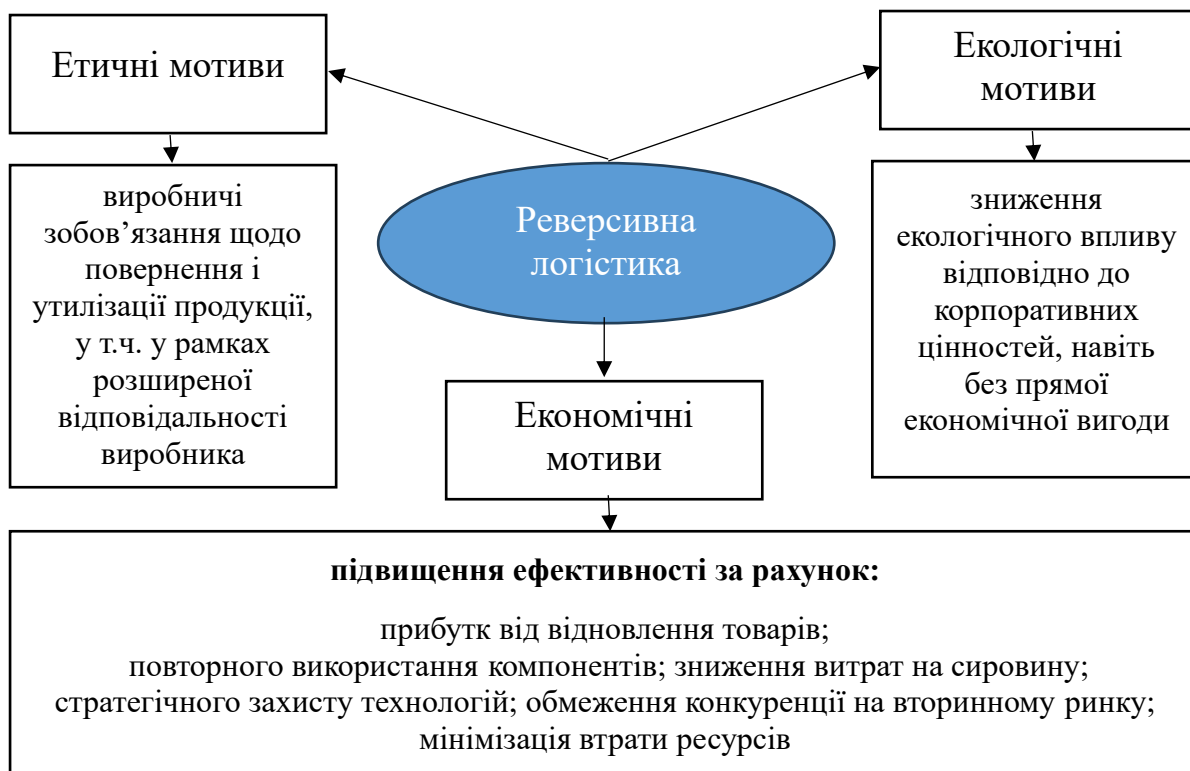 Етичні мотиви
Екологічні
мотиви
виробничі
зобов’язання щодо
повернення і
утилізації продукції,
у т.ч. у рамках
розширеної
відповідальності
виробника
Реверсивна
логістика
зниження
екологічного впливу
відповідно до
корпоративних
цінностей, навіть
без прямої
економічної вигоди
Економічні
мотиви
підвищення ефективності за рахунок:
прибутк від відновлення товарів;
повторного використання компонентів; зниження витрат на сировину;
стратегічного захисту технологій; обмеження конкуренції на вторинному ринку;
мінімізація втрати ресурсів